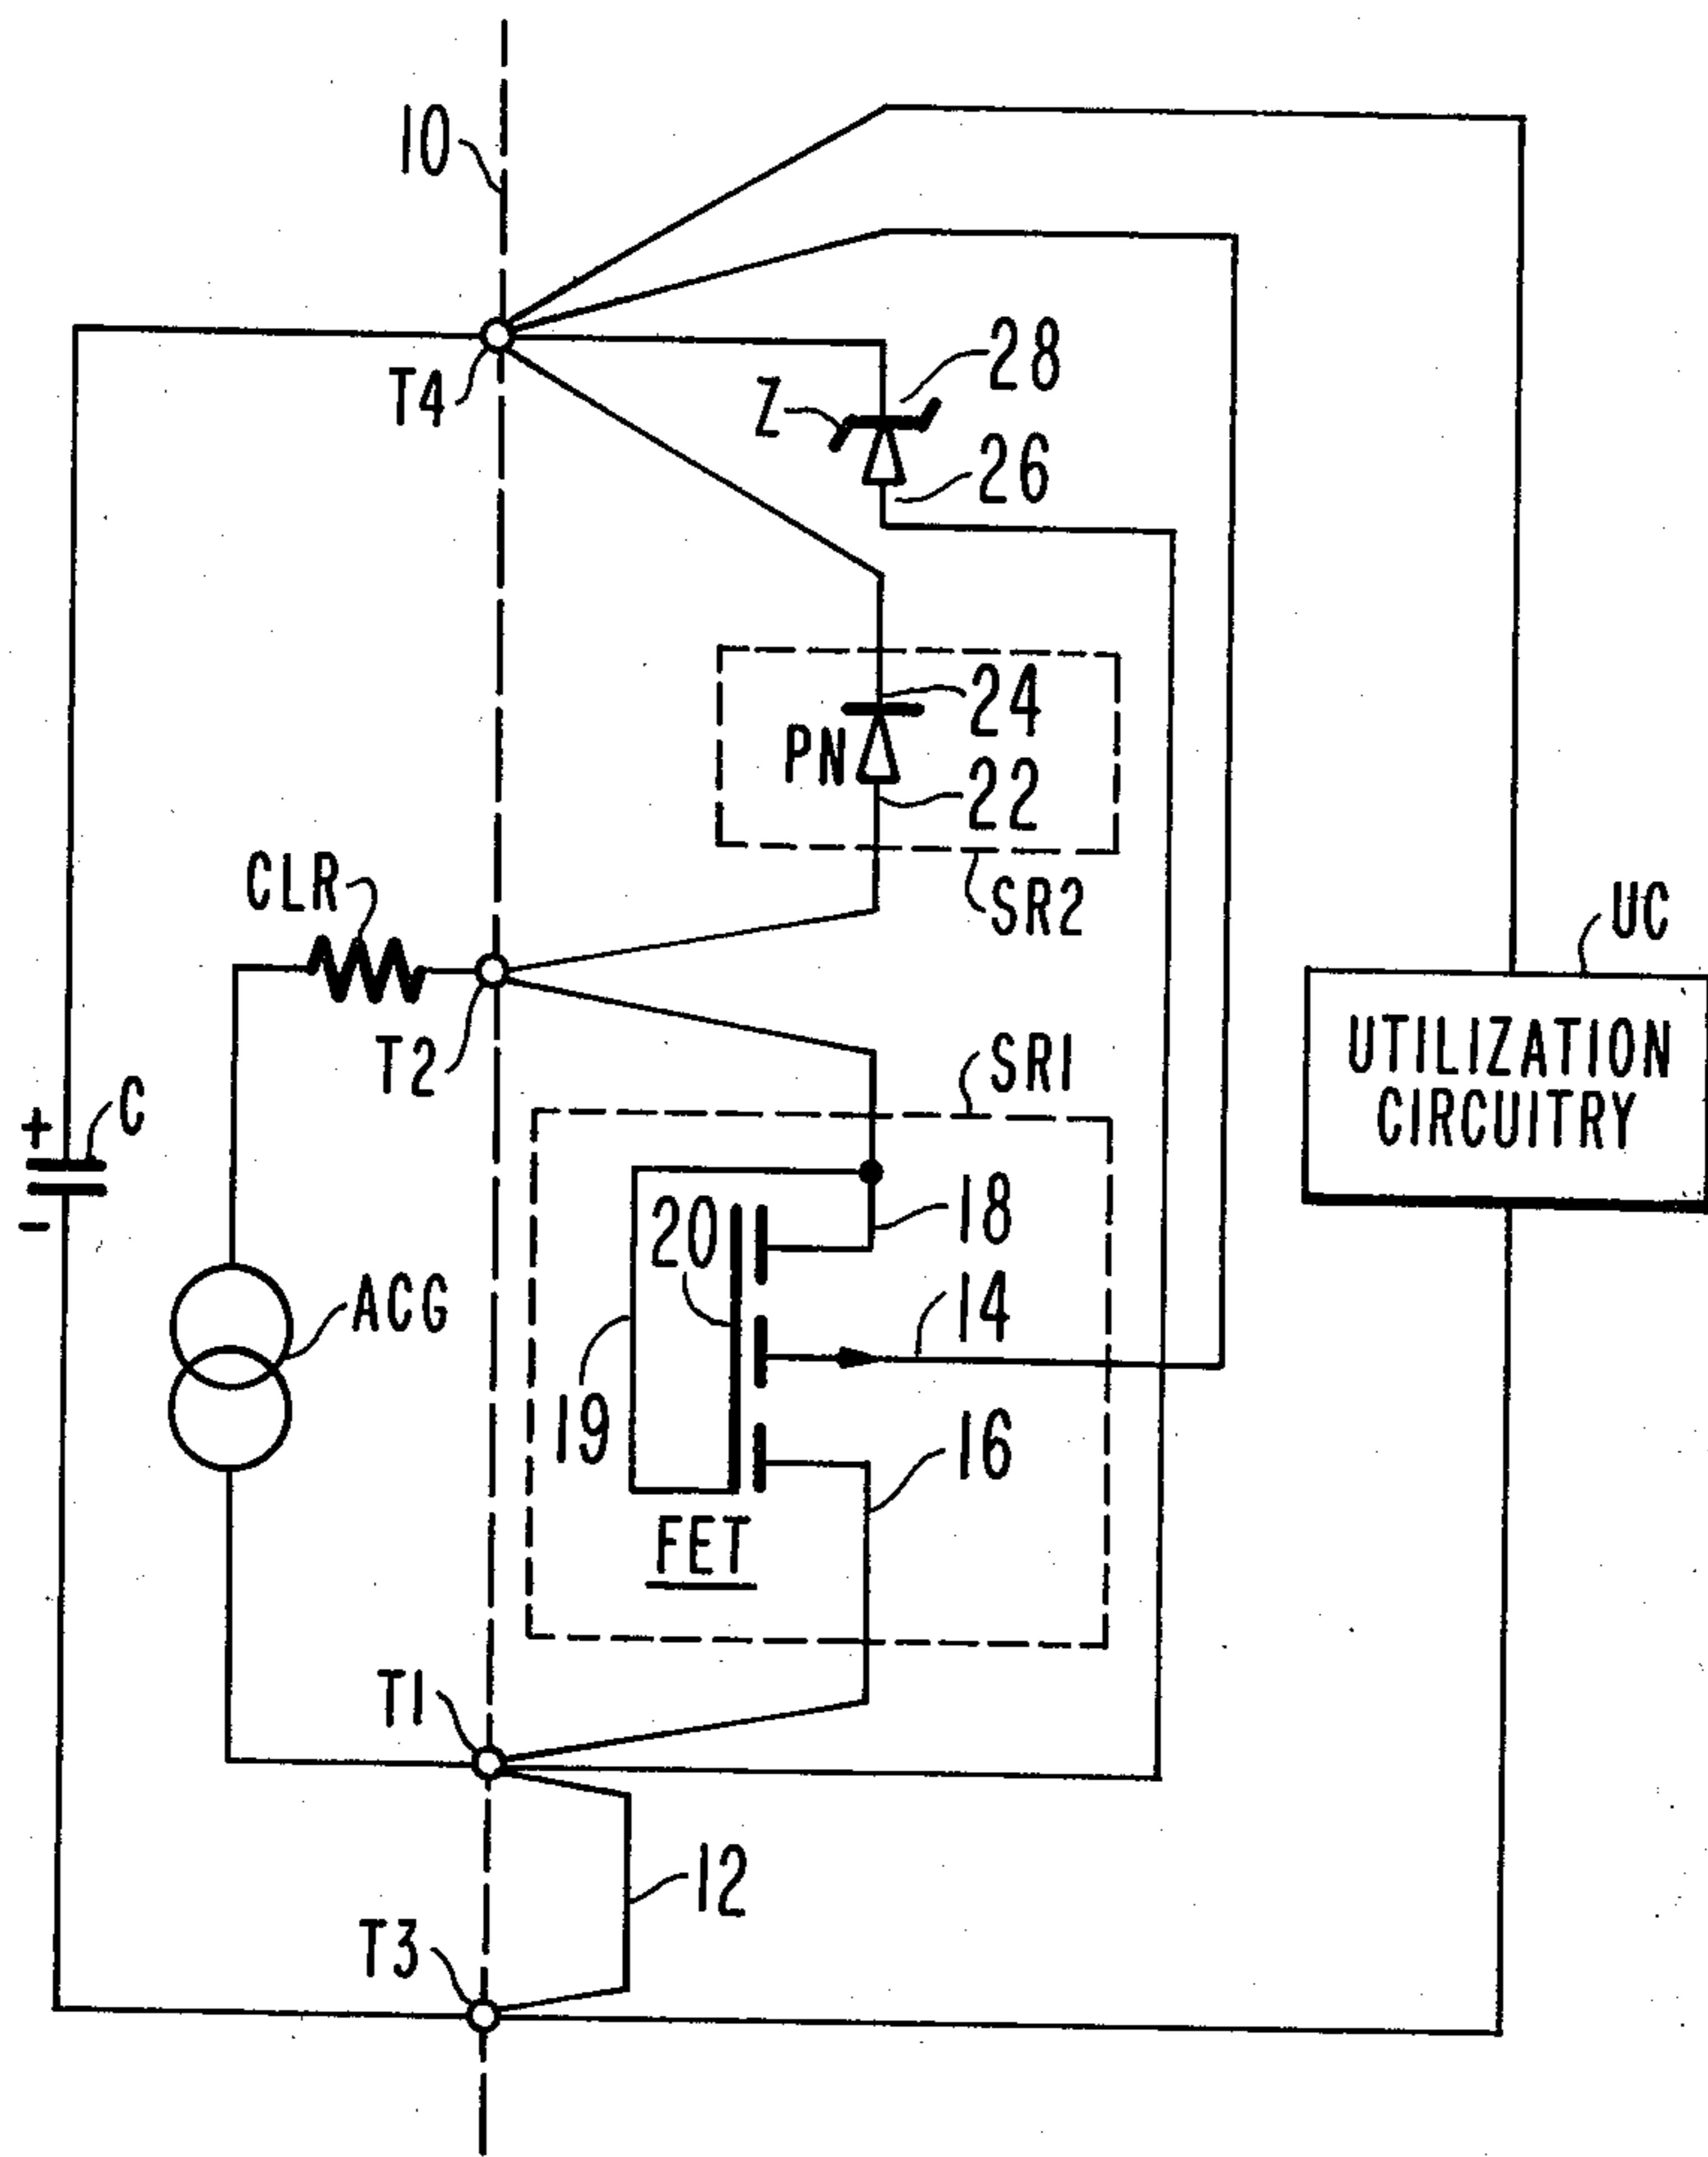 10
T4
28
Z
26
24
PN
22
CLR
SR2
UC
T2
SR1
UTILIZATION
CIRCUITRY
+
C
-
20
18
ACG
14
19
16
FET
T1
12
T3